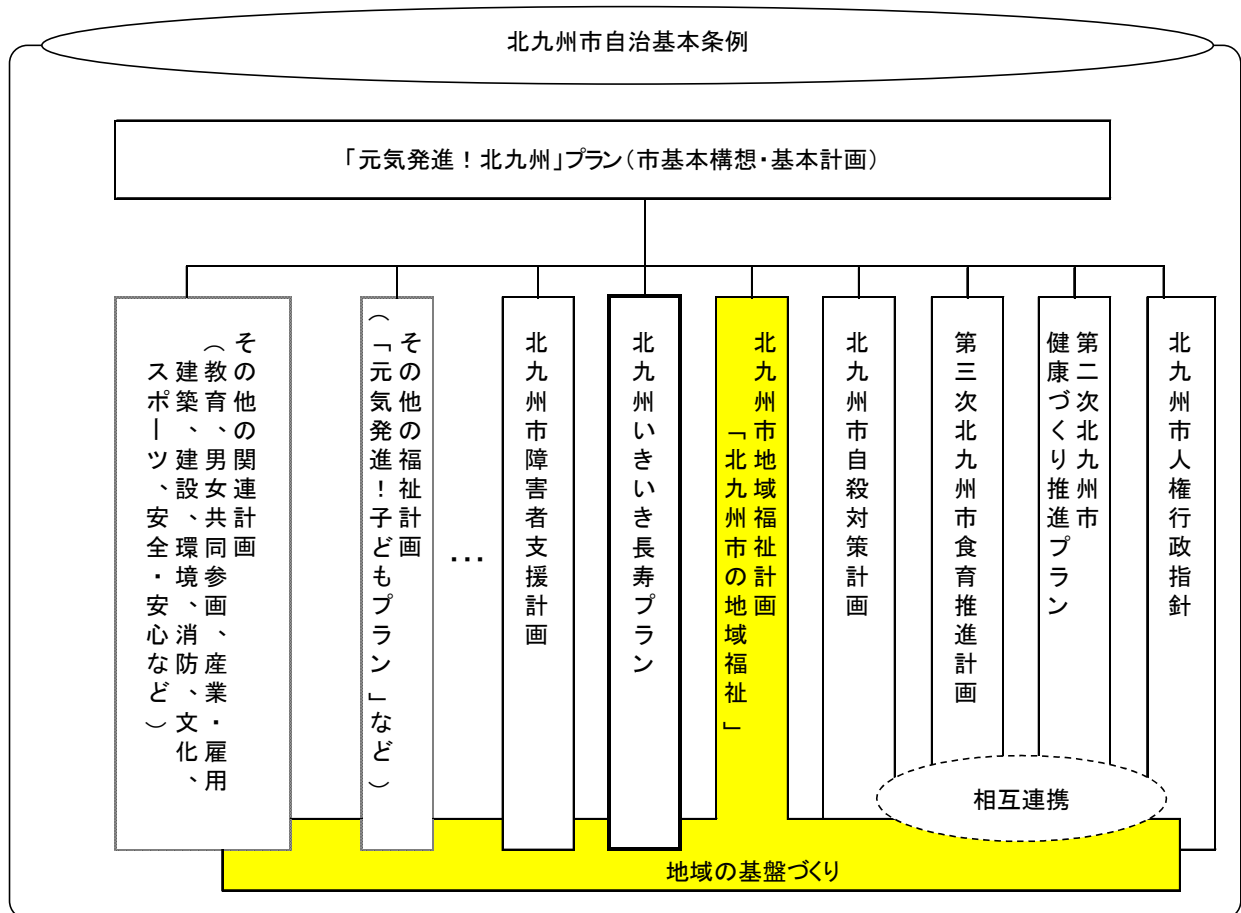 北九州市自治基本条例
「元気発進！北九州」プラン（市基本構想・基本計画）
その他の関連計画
（教育、男女共同参画、産業・雇用
建築、建設、環境、消防、文化、
スポーツ、安全・安心など）
その他の福祉計画
（「元気発進！子どもプラン」など）
…
北九州市障害者支援計画
北九州いきいき長寿プラン
北九州市地域福祉計画
「北九州市の地域福祉」
北九州市自殺対策計画
第三次北九州市食育推進計画
第二次北九州市
健康づくり推進プラン
北九州市人権行政指針
相互連携
地域の基盤づくり